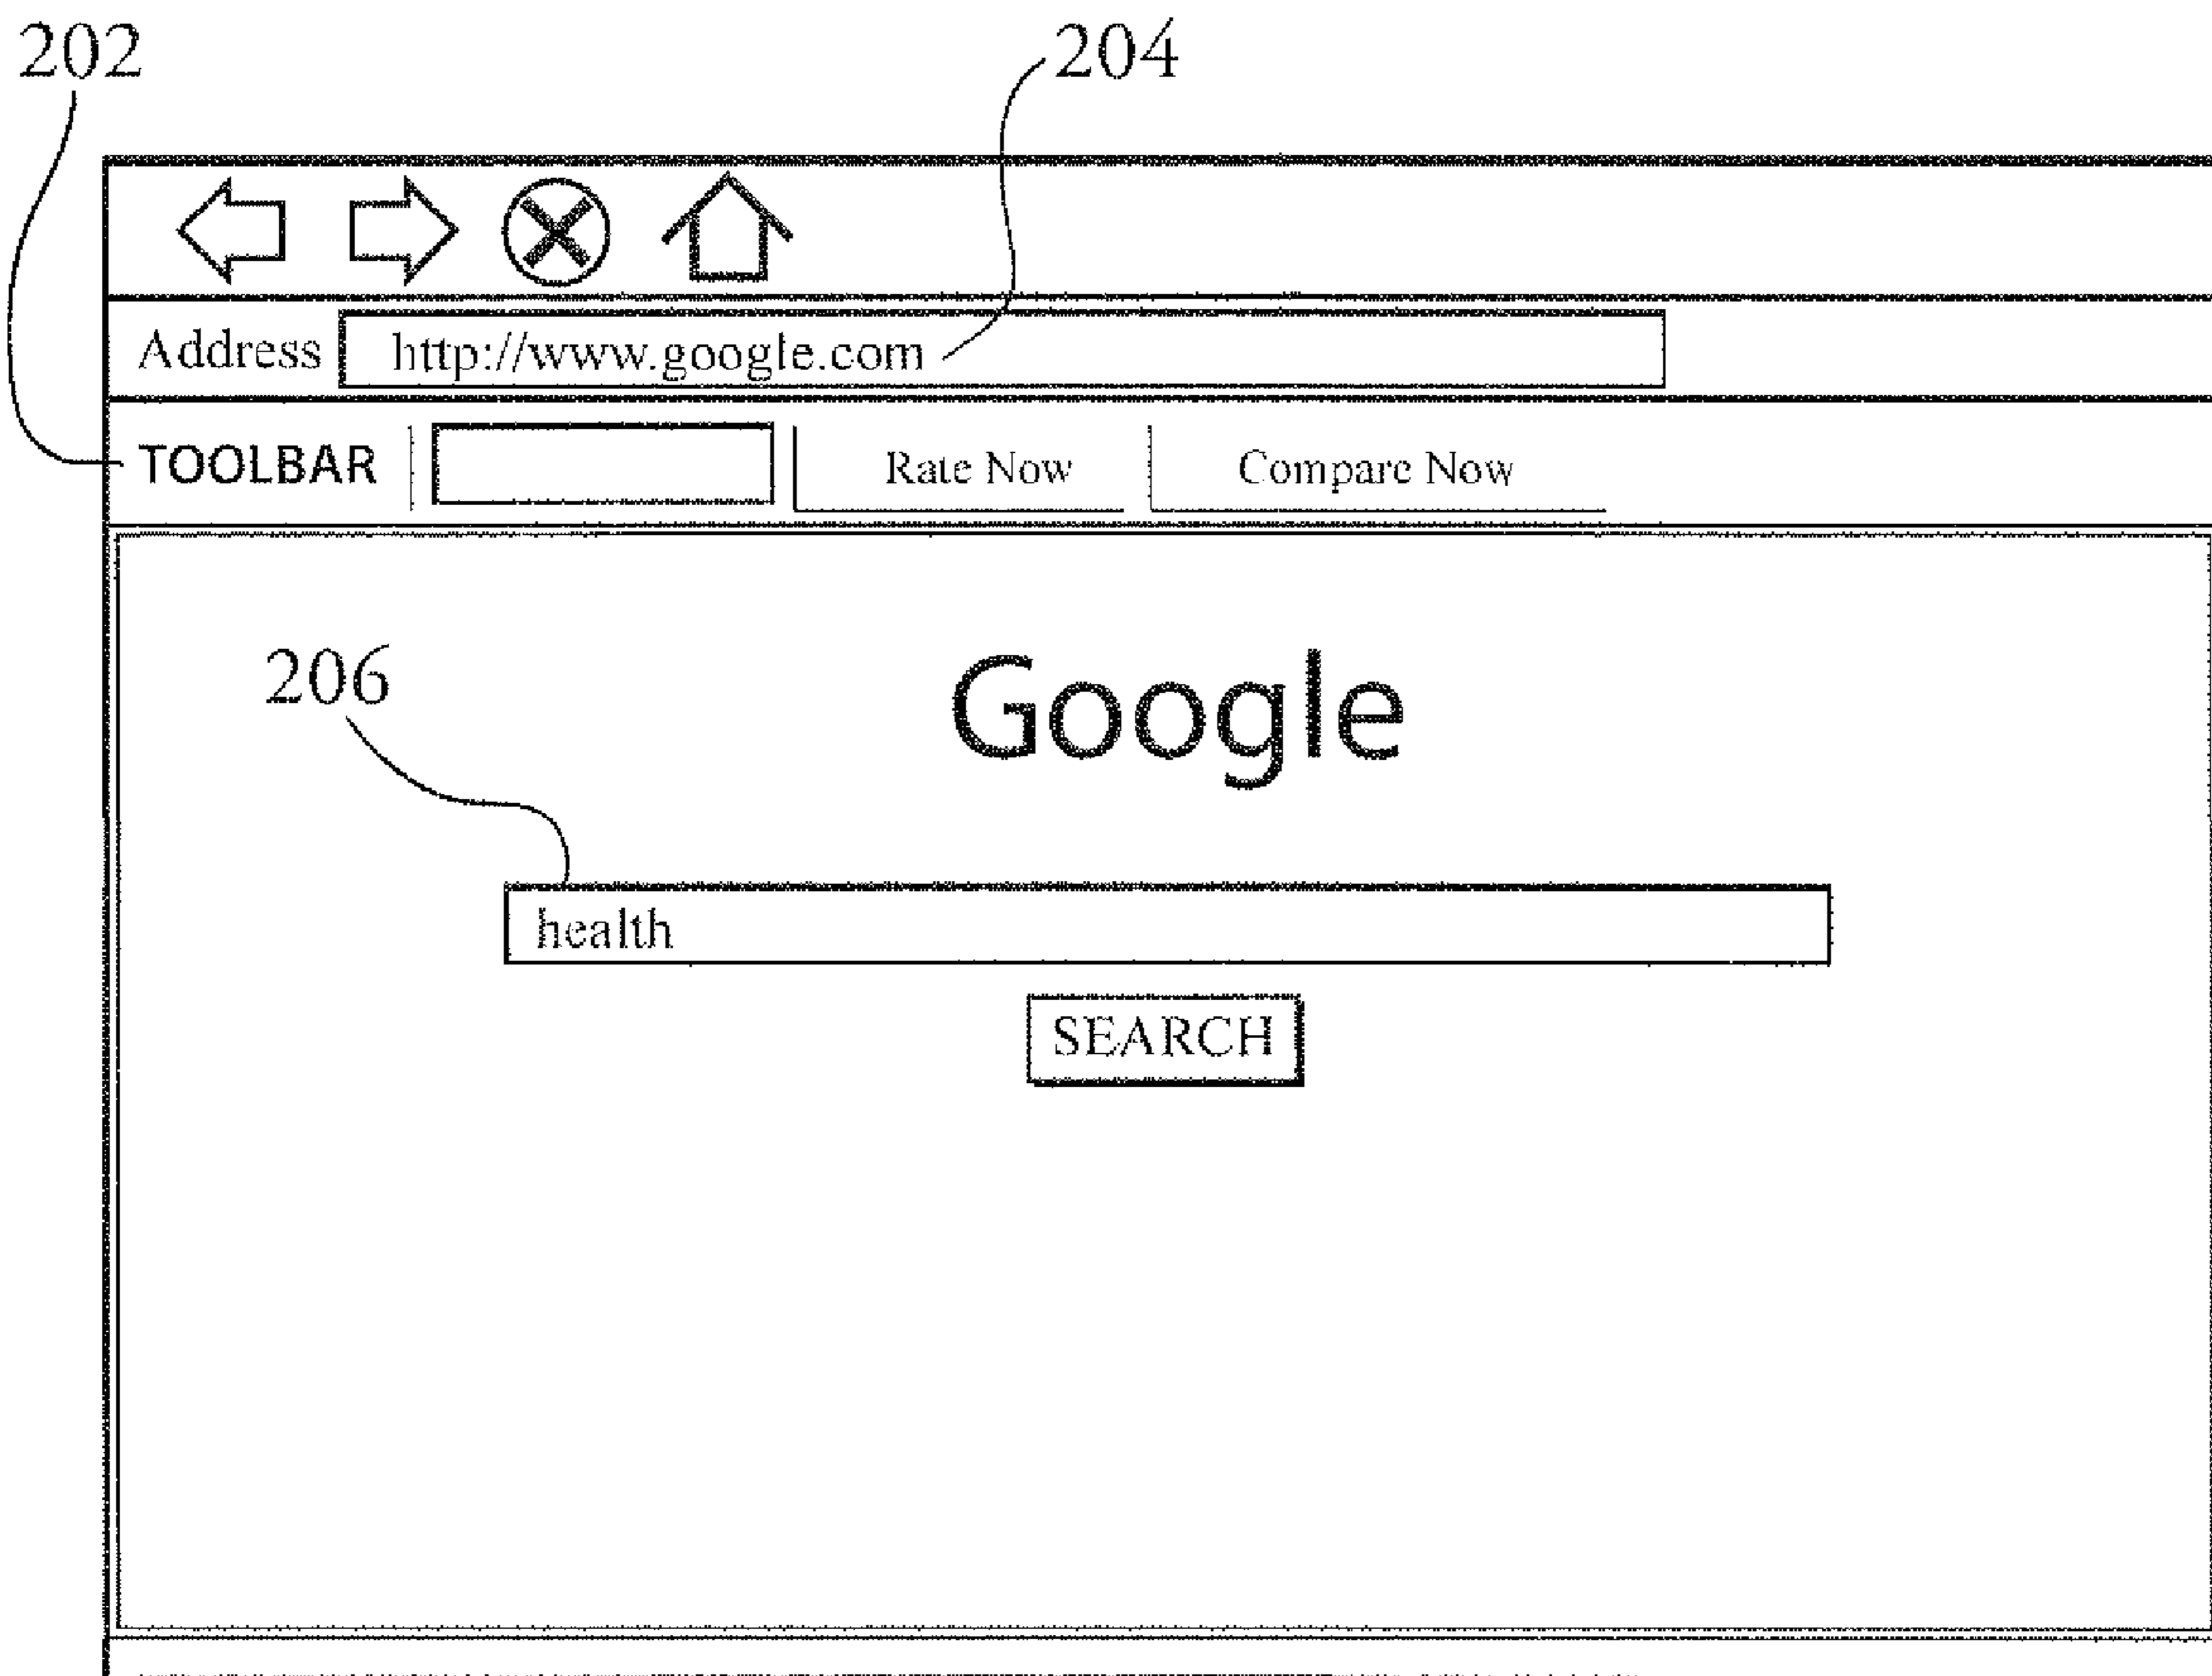 202
204
Address http://www.google.com
TOOLBAR Rate Now Compare Now
206
Google
health
SEARCH